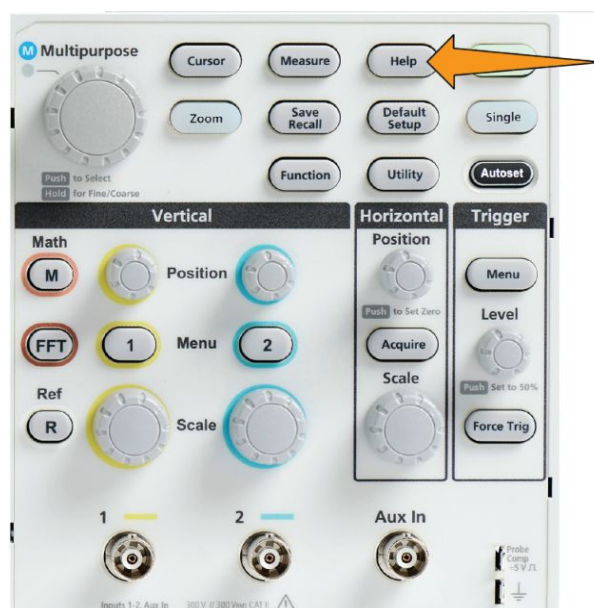 M Multipurpose
Cursor
Measure
Help
Zoom
Save
Recall
Default
Setup
Single
Push to Select
Hold for Fine/Coarse
Function
Utility
Autoset
Vertical
Horizontal
Trigger
Math
M
Position
Position
Push to Set Zero
Menu
FFT
1
Menu
2
Acquire
Level
Push Set to 50%
Ref
R
Scale
Scale
Force Trig
1
2
Aux In
Probe
Comp
Inputs 1-2, Aux In